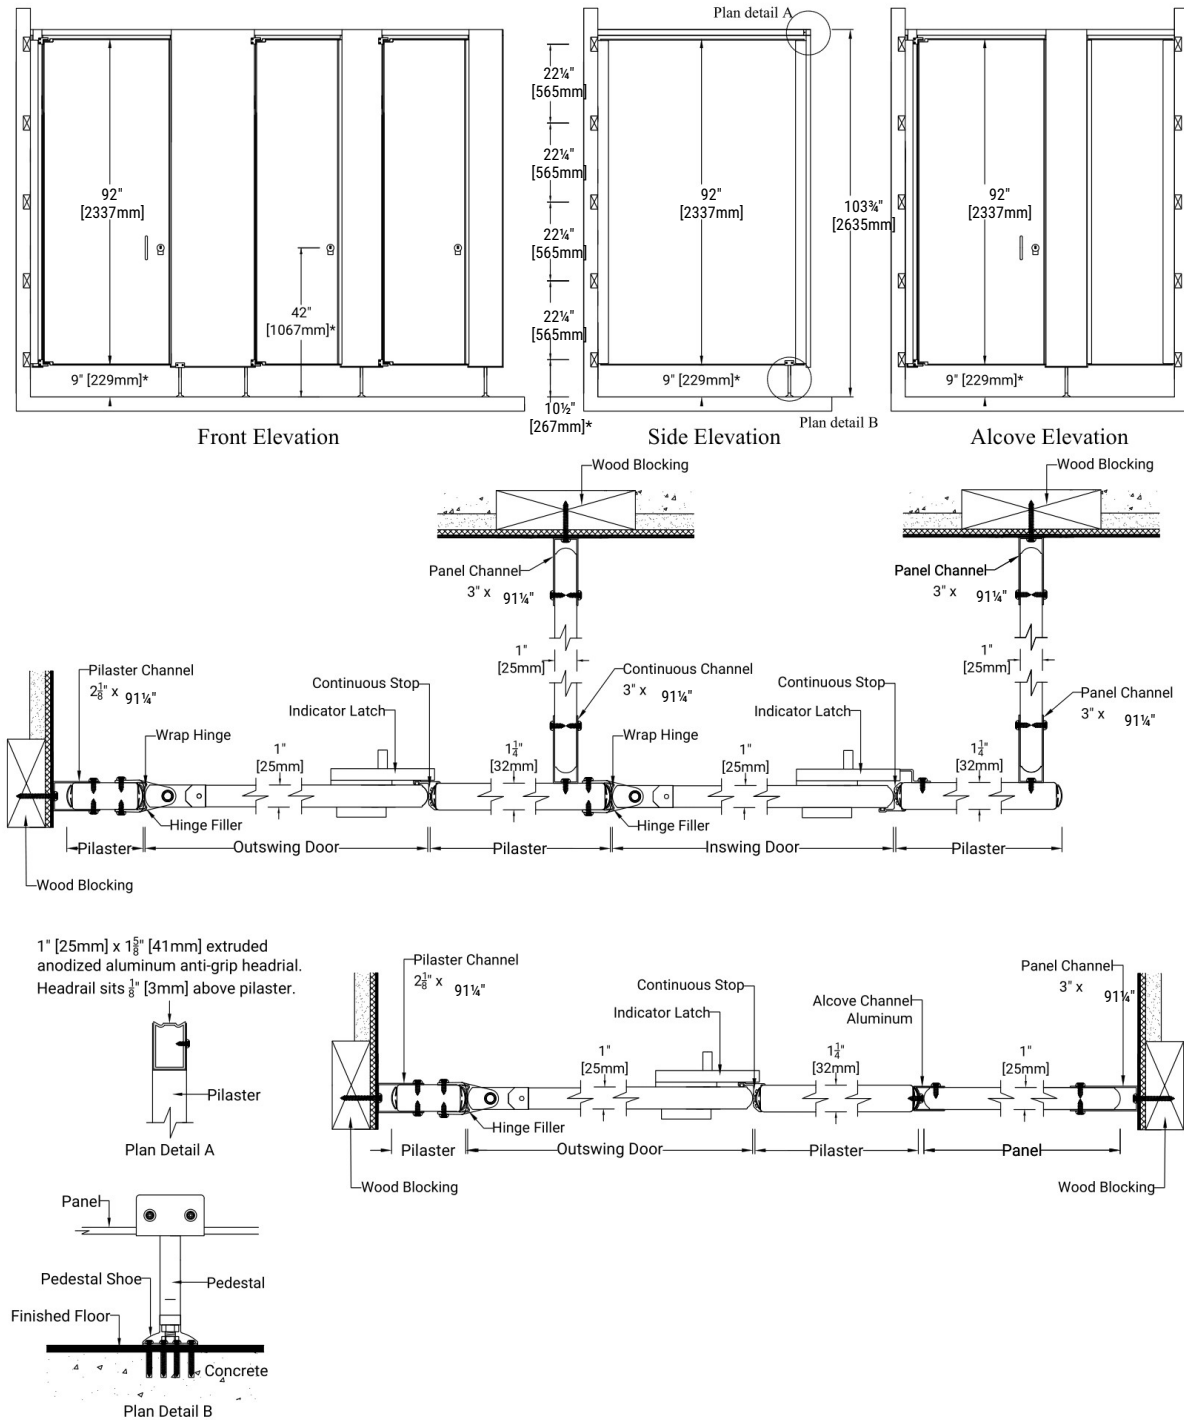 Plan detail A
92"
[2337mm]
42"
[1067mm]*
9" [229mm]*
Front Elevation
22¼"
[565mm]
22¼"
[565mm]
22¼"
[565mm]
22¼"
[565mm]
10½"
[267mm]*
92"
[2337mm]
103¾"
[2635mm]
9" [229mm]*
Plan detail B
Side Elevation
92"
[2337mm]
9" [229mm]*
Alcove Elevation
Wood Blocking
Panel Channel
3" x 91¼"
1"
[25mm]
Continuous Channel
3" x 91¼"
Pilaster Channel
2⅛" x 91¼"
Continuous Stop
Indicator Latch
Wrap Hinge
1"
[25mm]
1¼"
[32mm]
Wrap Hinge
1"
[25mm]
Hinge Filler
Hinge Filler
Pilaster
Outswing Door
Pilaster
Inswing Door
Pilaster
Wood Blocking
Wood Blocking
Panel Channel
3" x 91¼"
1"
[25mm]
Panel Channel
3" x 91¼"
Continuous Stop
Indicator Latch
1¼"
[32mm]
1" [25mm] x 1⅝" [41mm] extruded
anodized aluminum anti-grip headrial.
Headrail sits ⅛" [3mm] above pilaster.
Pilaster
Plan Detail A
Pilaster Channel
2⅛" x 91¼"
Continuous Stop
Indicator Latch
Alcove Channel
Aluminum
Panel Channel
3" x 91¼"
1"
[25mm]
1¼"
[32mm]
1"
[25mm]
Hinge Filler
Pilaster
Outswing Door
Pilaster
Panel
Wood Blocking
Wood Blocking
Panel
Pedestal Shoe
Pedestal
Finished Floor
Concrete
Plan Detail B